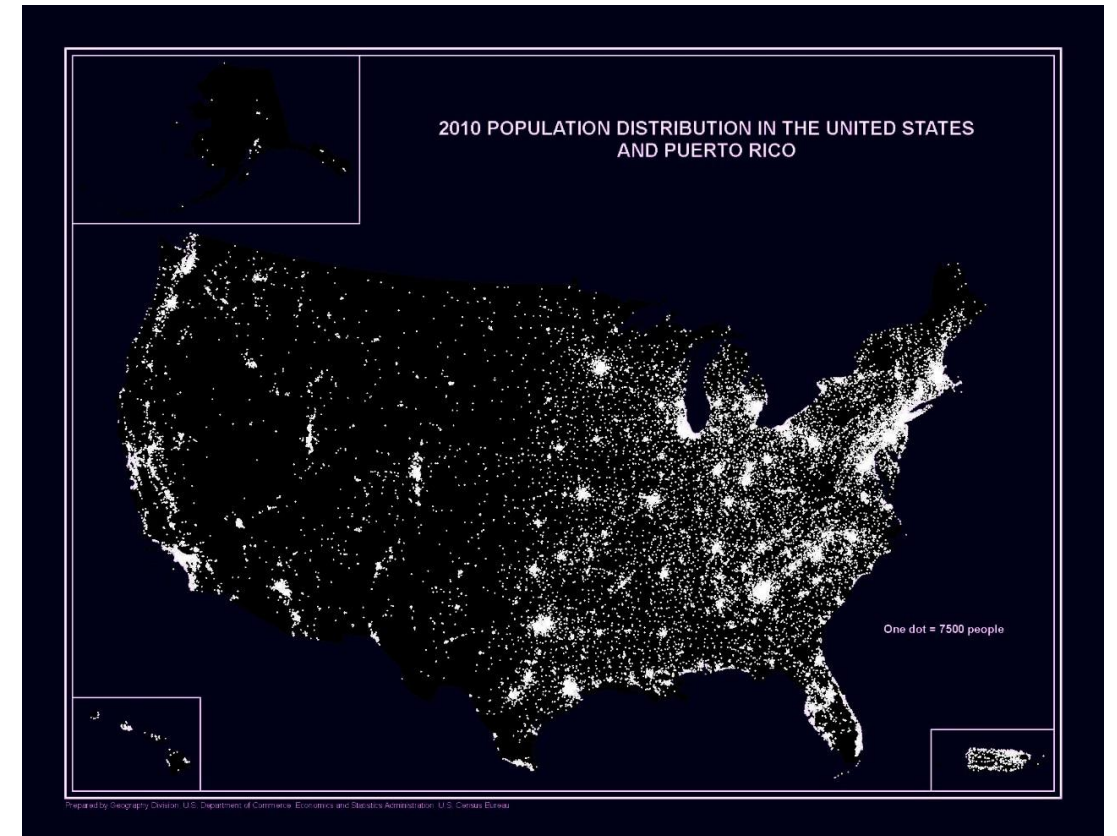 2010 POPULATION DISTRIBUTION IN THE UNITED STATES
AND PUERTO RICO
One dot = 7500 people
Prepared by Geography Division U.S. Department of Commerce Economics and Statistics Administration U.S. Census Bureau